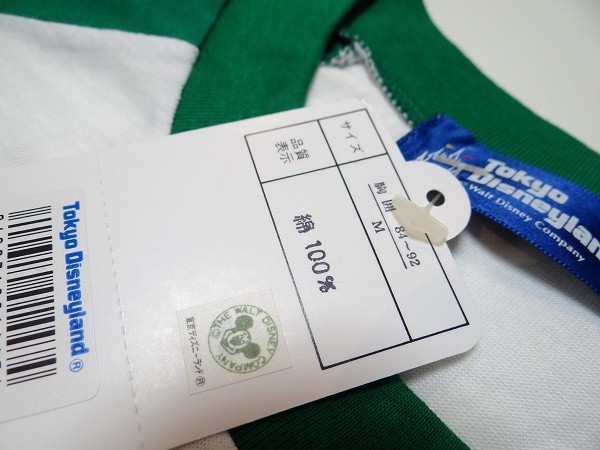 サイズ
胸囲 84-92
M
品質
表示
綿 100%
©THE WALT DISNEY COMPANY
東京ディズニーランド®
Tokyo Disneyland®
Tokyo
Disneyland
Walt Disney Company